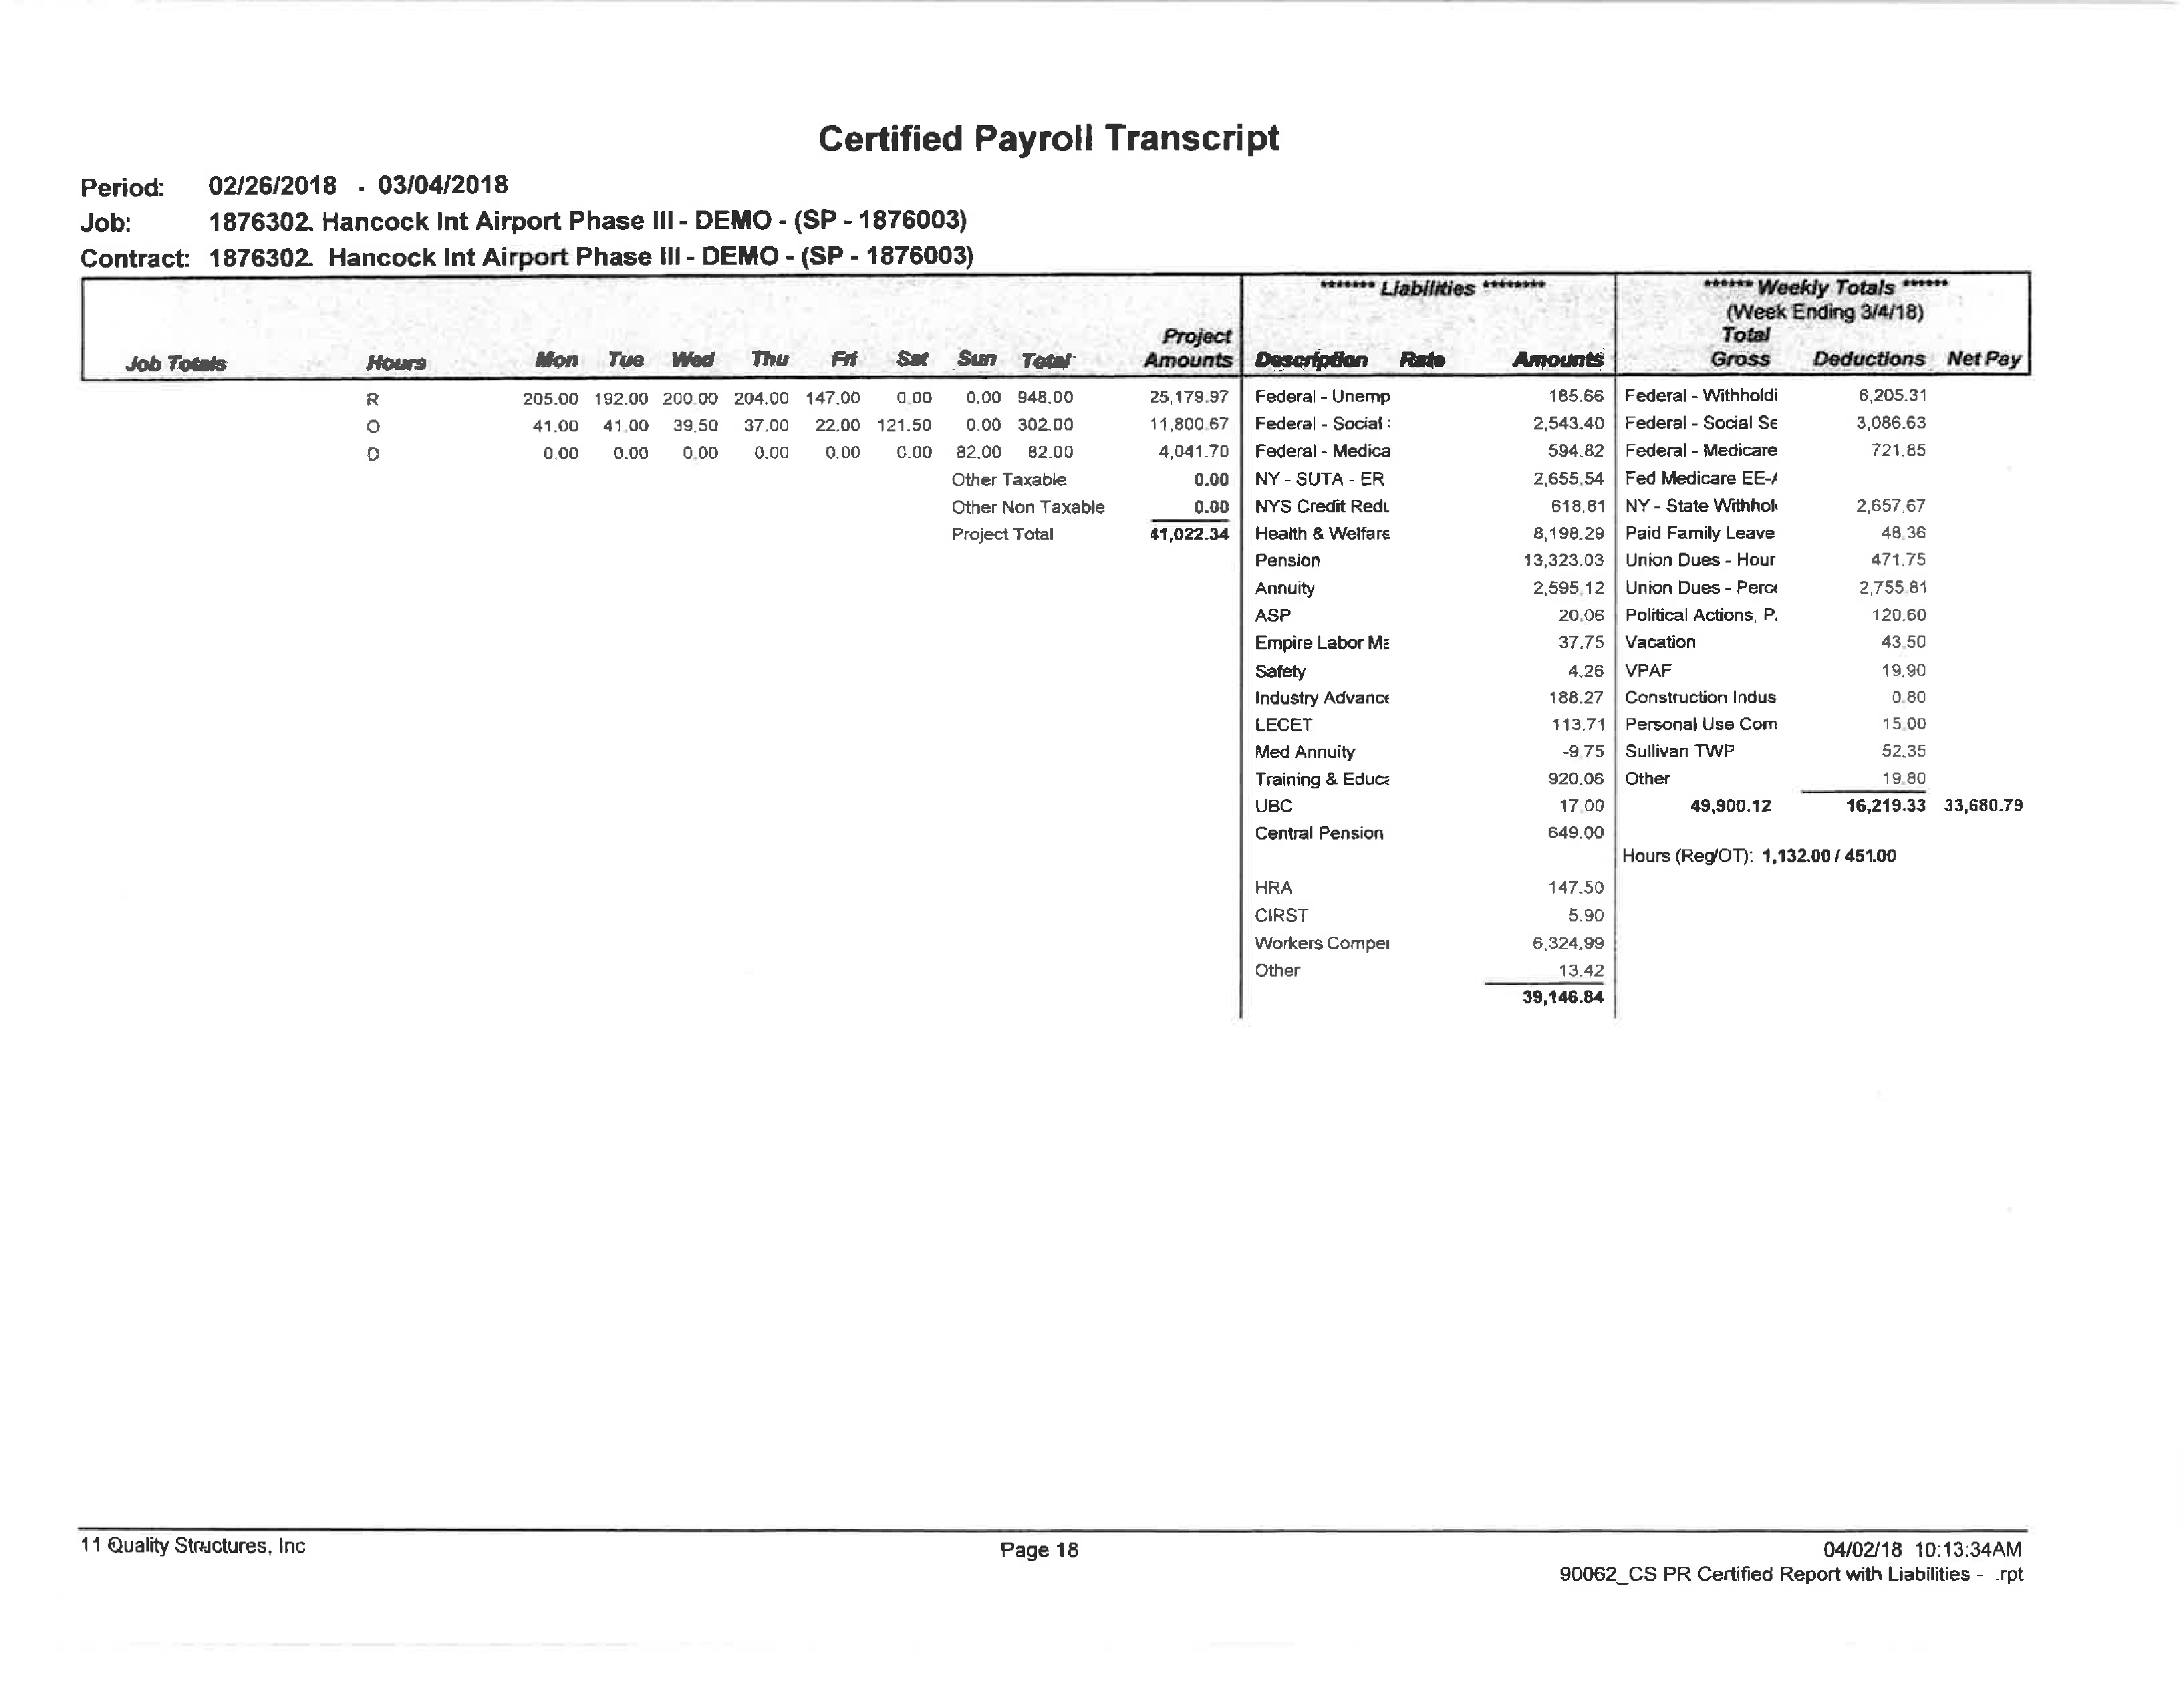 Certified Payroll Transcript
Period: 02/26/2018 - 03/04/2018
Job: 1876302. Hancock Int Airport Phase III - DEMO - (SP - 1876003)
Contract: 1876302. Hancock Int Airport Phase III - DEMO - (SP - 1876003)
******* Liabilities ******** ****** Weekly Totals ******
(Week Ending 3/4/18)
Project Total
Job Totals Hours Mon Tue Wed Thu Fri Sat Sun Total Amounts Description Rate Amounts Gross Deductions Net Pay
R 205.00 192.00 200.00 204.00 147.00 0.00 0.00 948.00 25,179.97 Federal - Unemp 185.66 Federal - Withholdi 6,205.31
O 41.00 41.00 39.50 37.00 22.00 121.50 0.00 302.00 11,800.67 Federal - Social : 2,543.40 Federal - Social Se 3,086.63
D 0.00 0.00 0.00 0.00 0.00 0.00 82.00 82.00 4,041.70 Federal - Medica 594.82 Federal - Medicare 721.85
Other Taxable 0.00 NY - SUTA - ER 2,655.54 Fed Medicare EE-A
Other Non Taxable 0.00 NYS Credit Redu 618.81 NY - State Withhol 2,657.67
Project Total 41,022.34 Health & Welfare 8,198.29 Paid Family Leave 48.36
Pension 13,323.03 Union Dues - Hour 471.75
Annuity 2,595.12 Union Dues - Perce 2,755.81
ASP 20.06 Political Actions, P. 120.60
Empire Labor Ma 37.75 Vacation 43.50
Safety 4.26 VPAF 19.90
Industry Advance 188.27 Construction Indus 0.80
LECET 113.71 Personal Use Com 15.00
Med Annuity -9.75 Sullivan TWP 52.35
Training & Educa 920.06 Other 19.80
UBC 17.00 49,900.12 16,219.33 33,680.79
Central Pension 649.00
Hours (Reg/OT): 1,132.00 / 451.00
HRA 147.50
CIRST 5.90
Workers Compe 6,324.99
Other 13.42
39,146.84
11 Quality Structures, Inc Page 18 04/02/18 10:13:34AM
90062_CS PR Certified Report with Liabilities - .rpt